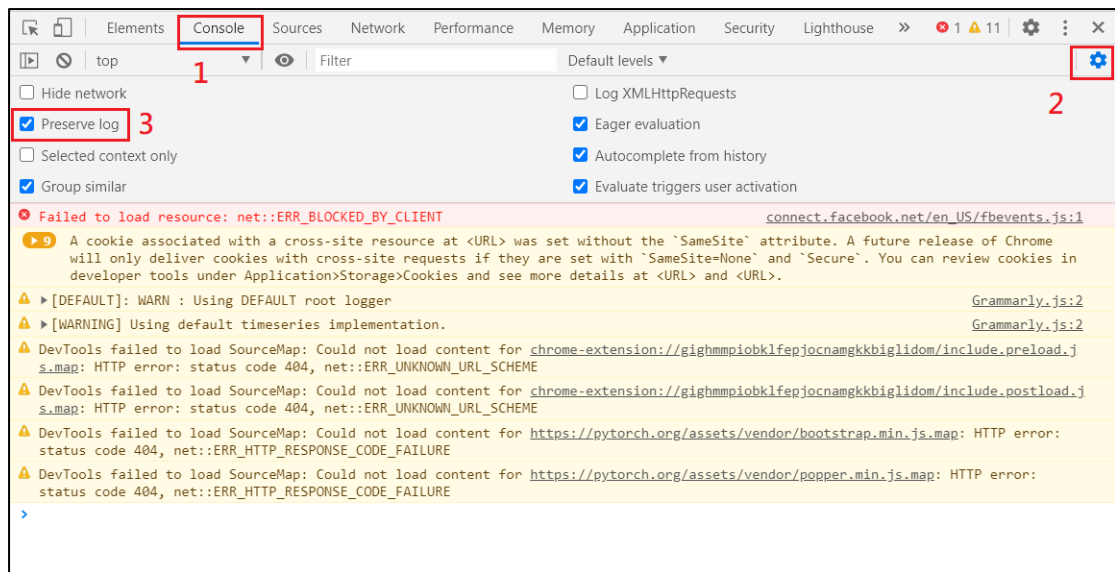 Elements Console Sources Network Performance Memory Application Security Lighthouse » 1 11
top Filter Default levels
1
2
Hide network Log XMLHttpRequests
Preserve log 3 Eager evaluation
Selected context only Autocomplete from history
Group similar Evaluate triggers user activation
Failed to load resource: net::ERR_BLOCKED_BY_CLIENT connect.facebook.net/en_US/fbevents.js:1
9 A cookie associated with a cross-site resource at <URL> was set without the `SameSite` attribute. A future release of Chrome
will only deliver cookies with cross-site requests if they are set with `SameSite=None` and `Secure`. You can review cookies in
developer tools under Application>Storage>Cookies and see more details at <URL> and <URL>.
[DEFAULT]: WARN : Using DEFAULT root logger Grammarly.js:2
[WARNING] Using default timeseries implementation. Grammarly.js:2
DevTools failed to load SourceMap: Could not load content for chrome-extension://gighmmpiobklfepjocnamgkkbiglidom/include.preload.j
s.map: HTTP error: status code 404, net::ERR_UNKNOWN_URL_SCHEME
DevTools failed to load SourceMap: Could not load content for chrome-extension://gighmmpiobklfepjocnamgkkbiglidom/include.postload.j
s.map: HTTP error: status code 404, net::ERR_UNKNOWN_URL_SCHEME
DevTools failed to load SourceMap: Could not load content for https://pytorch.org/assets/vendor/bootstrap.min.js.map: HTTP error:
status code 404, net::ERR_HTTP_RESPONSE_CODE_FAILURE
DevTools failed to load SourceMap: Could not load content for https://pytorch.org/assets/vendor/popper.min.js.map: HTTP error:
status code 404, net::ERR_HTTP_RESPONSE_CODE_FAILURE